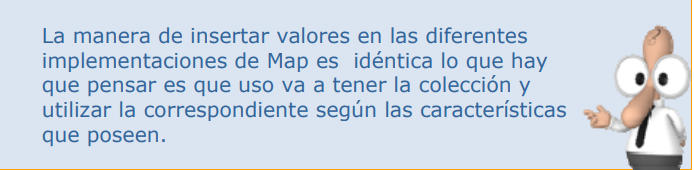 La manera de insertar valores en las diferentes
implementaciones de Map es  idéntica lo que hay
que pensar es que uso va a tener la colección y
utilizar la correspondiente según las características
que poseen.